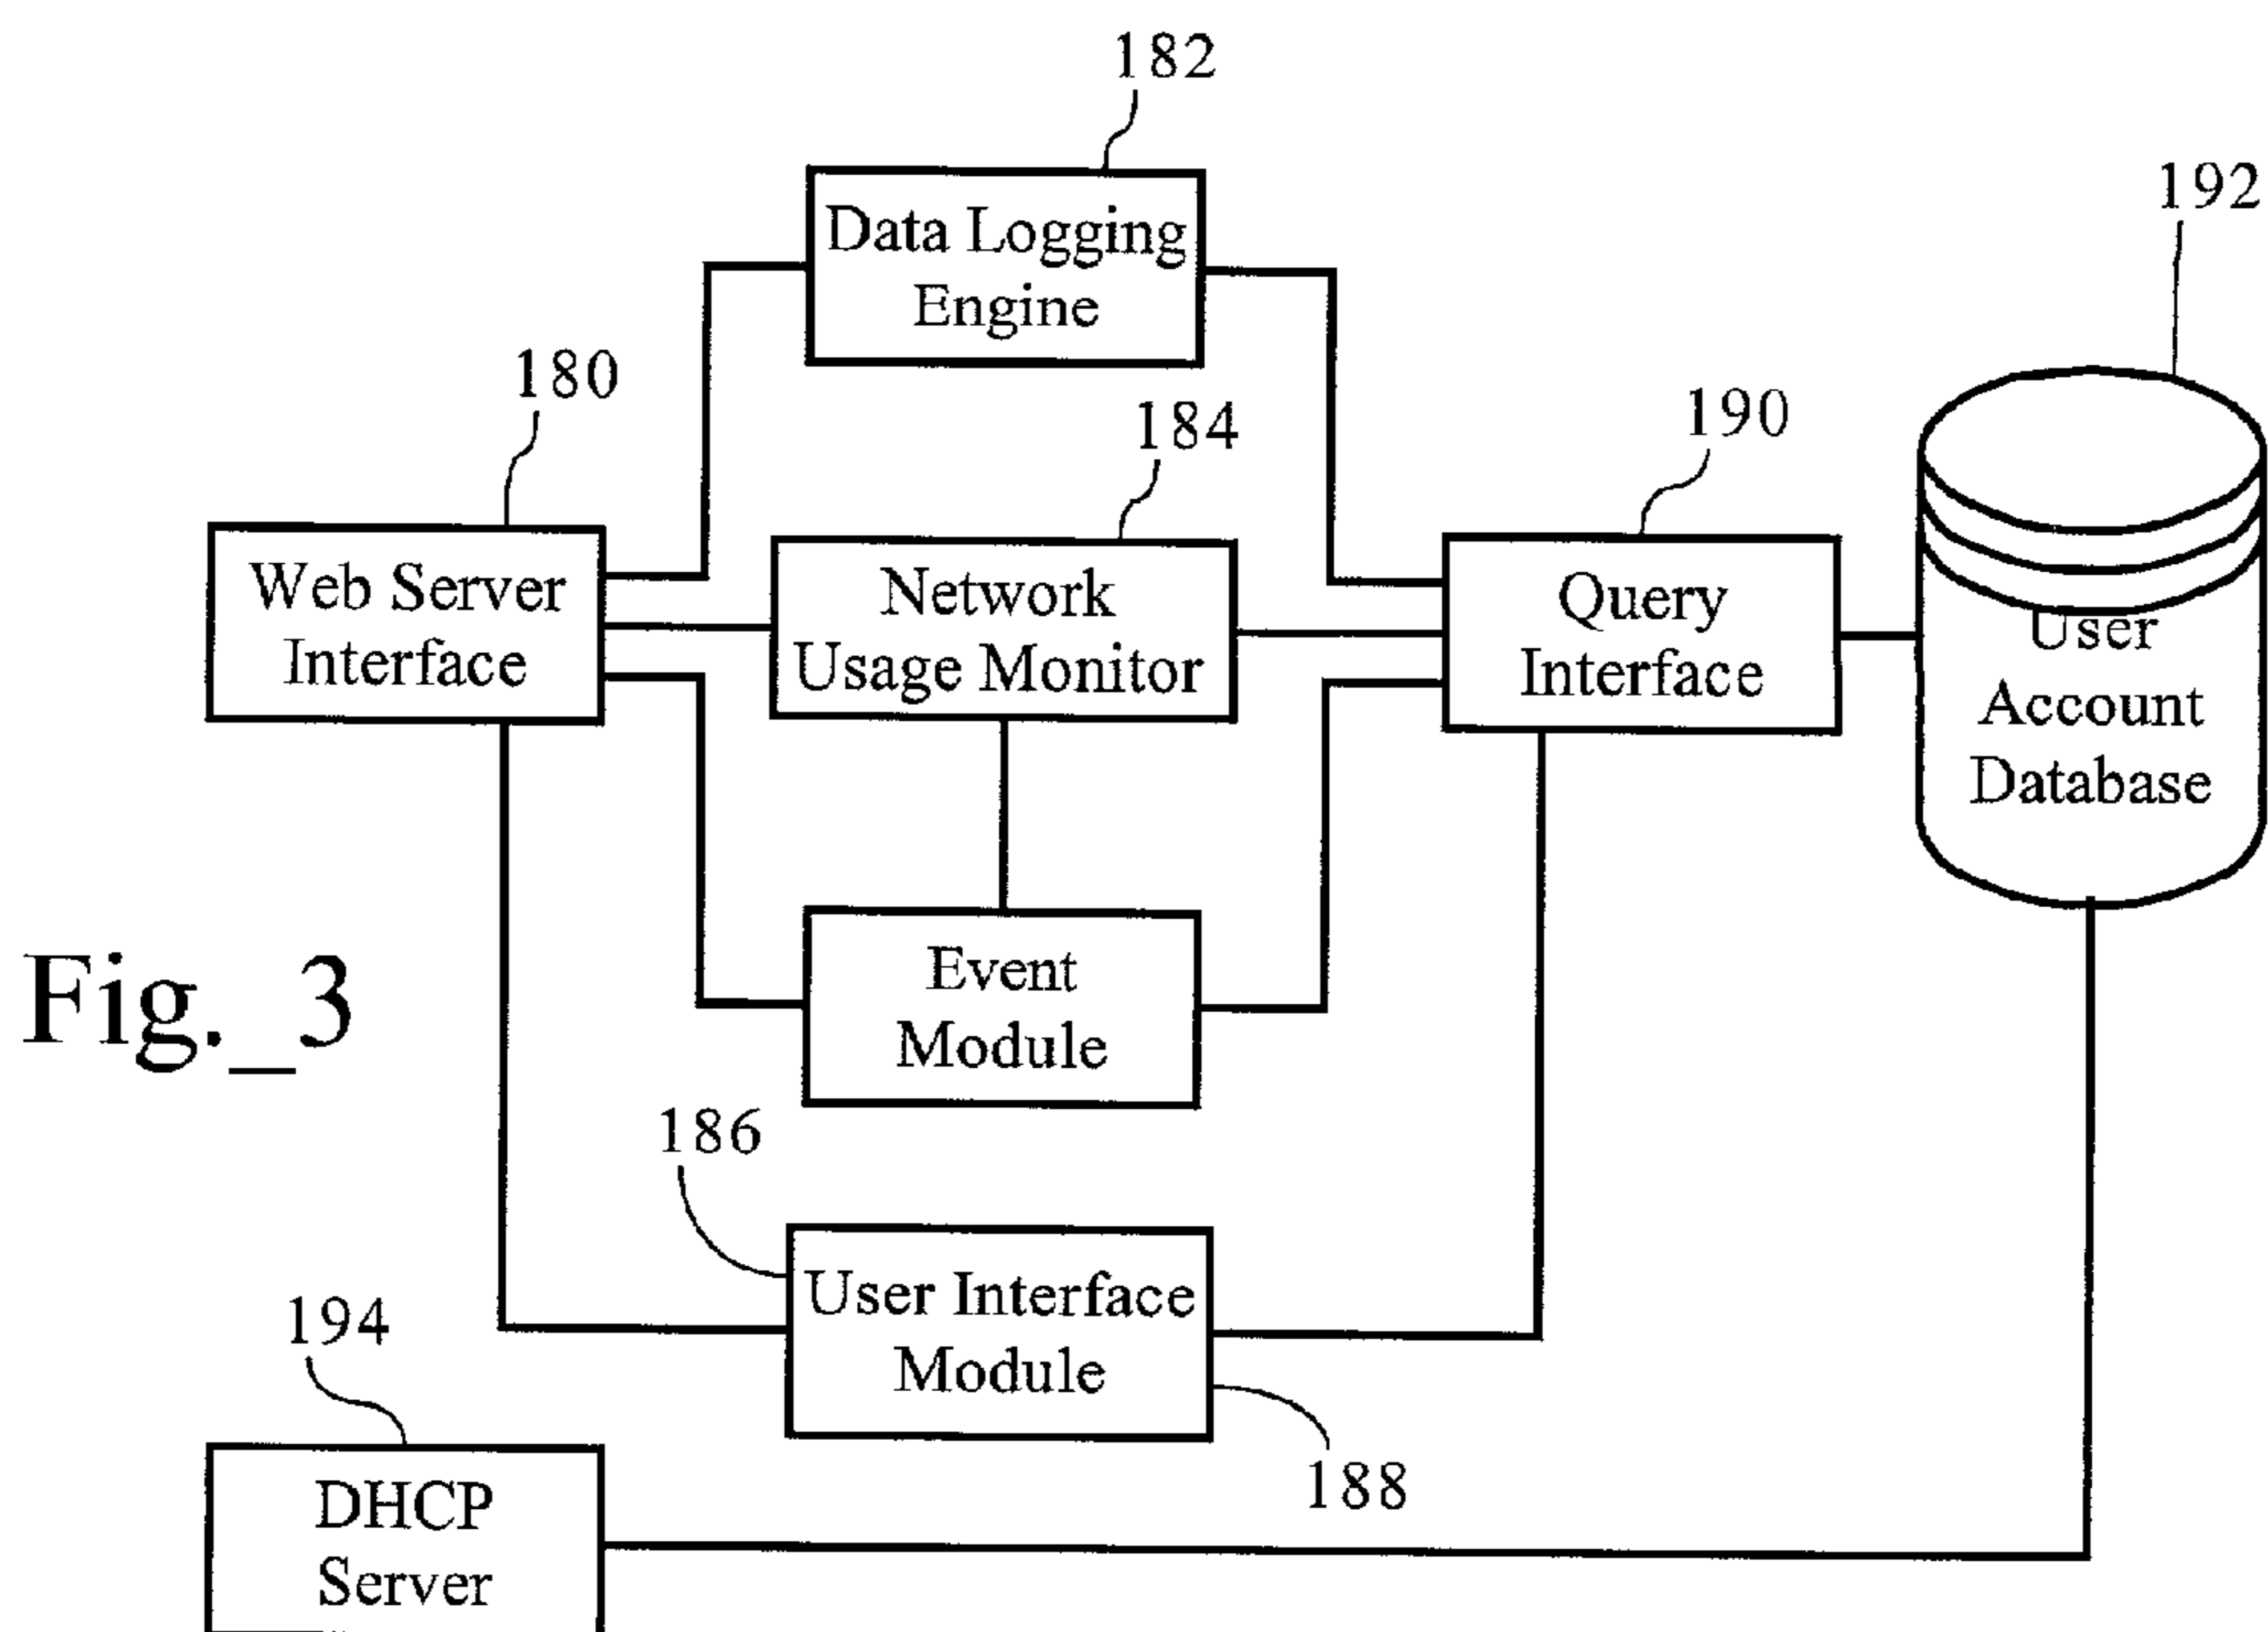 182
192
Data Logging
Engine
180
184
190
Web Server
Interface
Network
Usage Monitor
Query
Interface
User
Account
Database
Event
Module
Fig._3
186
User Interface
Module
194
188
DHCP
Server